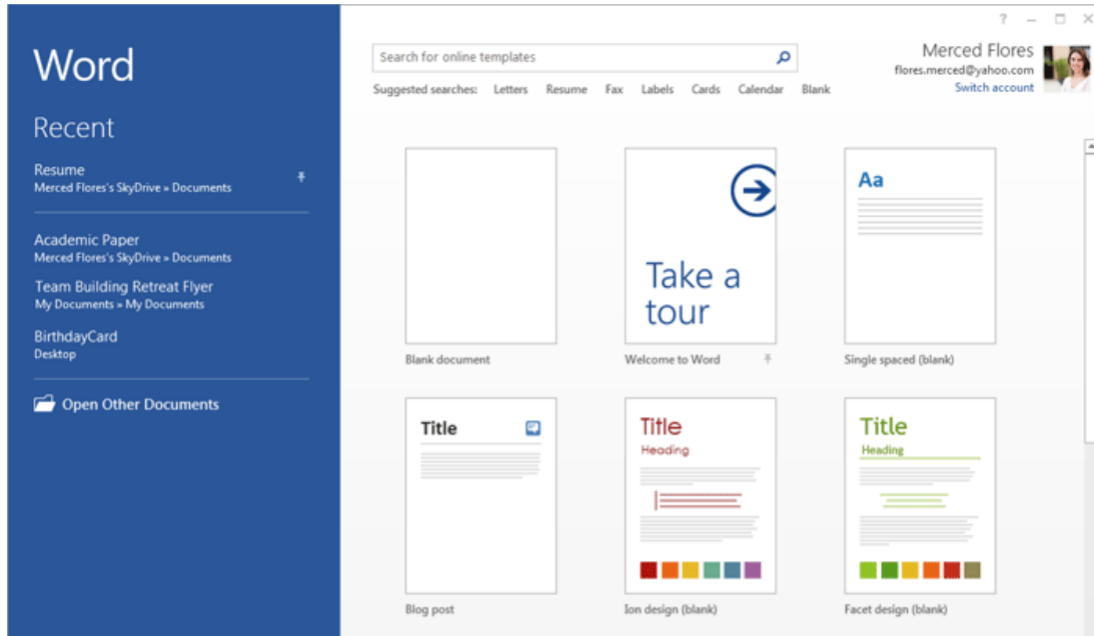 Word
Recent
Resume
Merced Flores's SkyDrive » Documents
Academic Paper
Merced Flores's SkyDrive » Documents
Team Building Retreat Flyer
My Documents » My Documents
BirthdayCard
Desktop
Open Other Documents
?
Search for online templates
Suggested searches: Letters Resume Fax Labels Cards Calendar Blank
Merced Flores
flores.merced@yahoo.com
Switch account
Blank document
Take a
tour
Welcome to Word
Aa
Single spaced (blank)
Title
Blog post
Title
Heading
Ion design (blank)
Title
Heading
Facet design (blank)